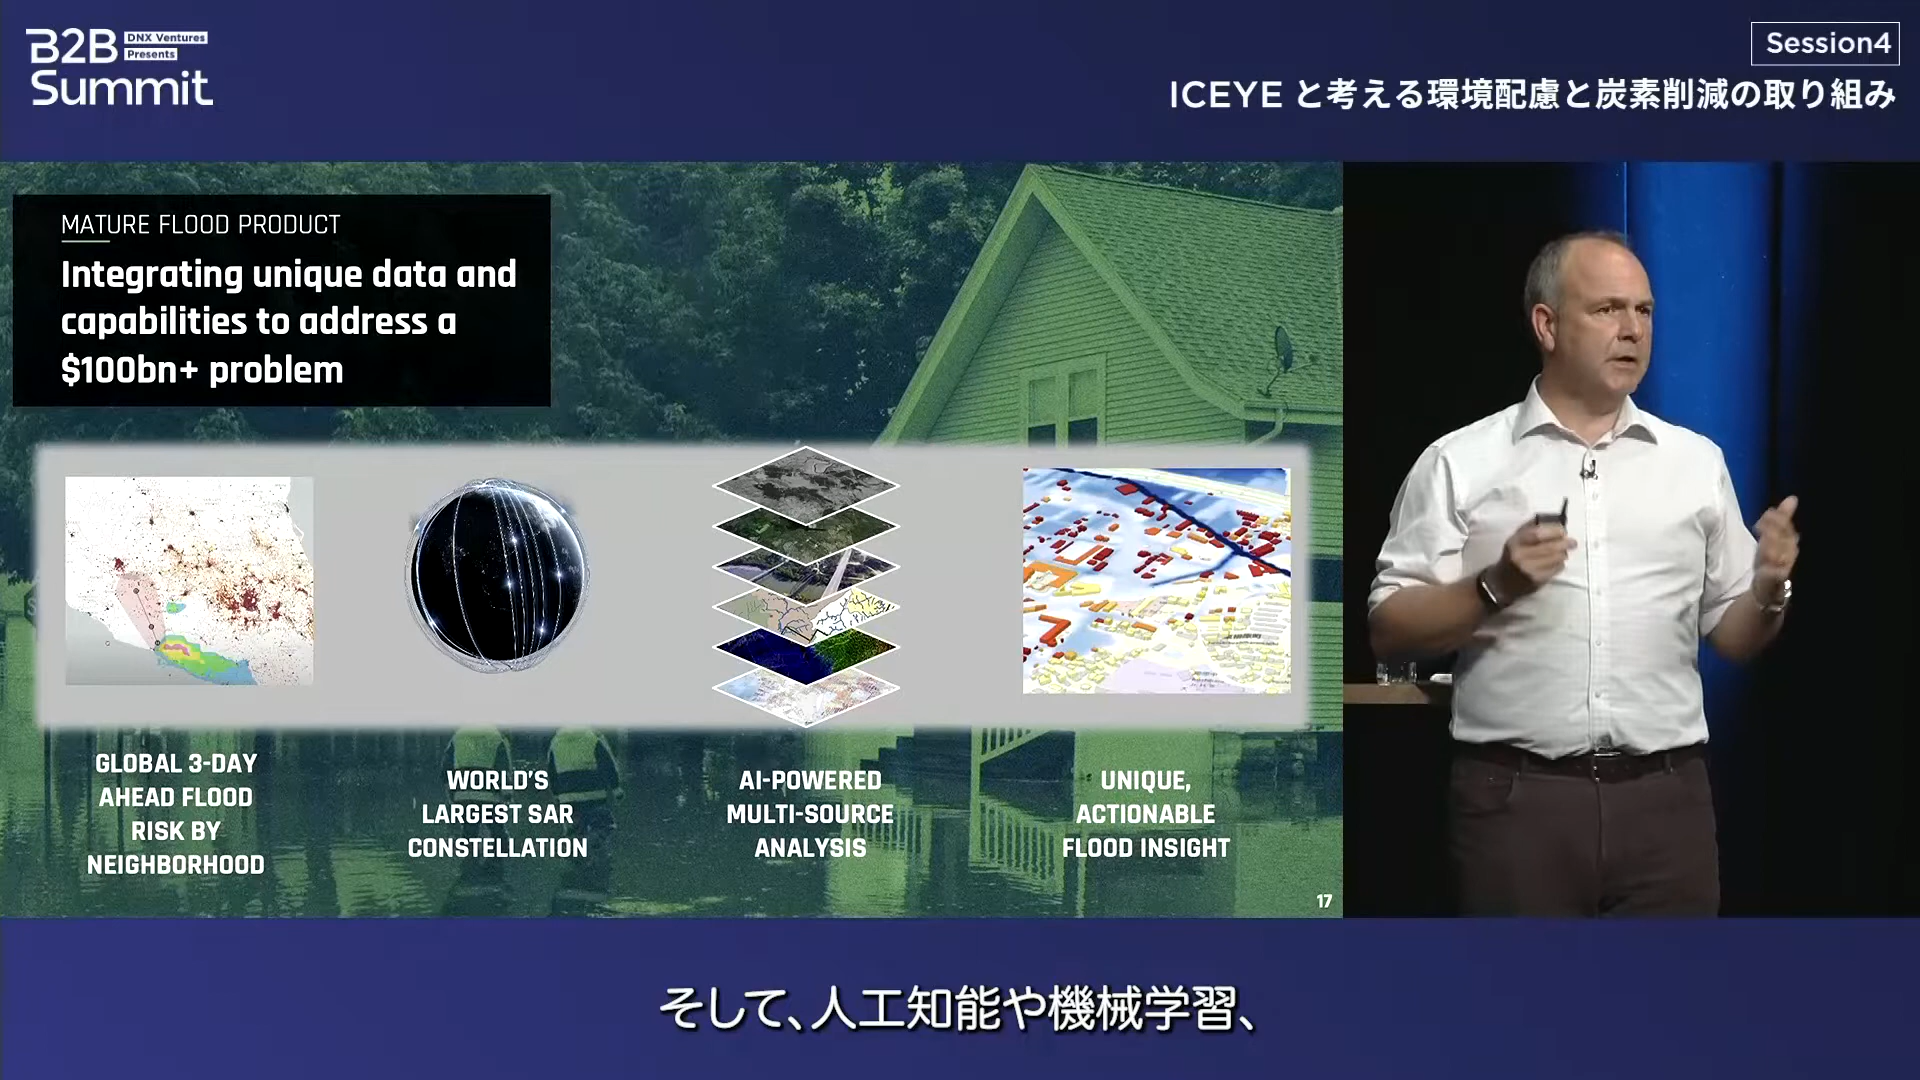 B2B DNX Ventures
Presents
Summit
Session4
ICEYE と考える環境配慮と炭素削減の取り組み
MATURE FLOOD PRODUCT
Integrating unique data and
capabilities to address a
$100bn+ problem
GLOBAL 3-DAY
AHEAD FLOOD
RISK BY
NEIGHBORHOOD
WORLD'S
LARGEST SAR
CONSTELLATION
AI-POWERED
MULTI-SOURCE
ANALYSIS
UNIQUE,
ACTIONABLE
FLOOD INSIGHT
17
そして、人工知能や機械学習、